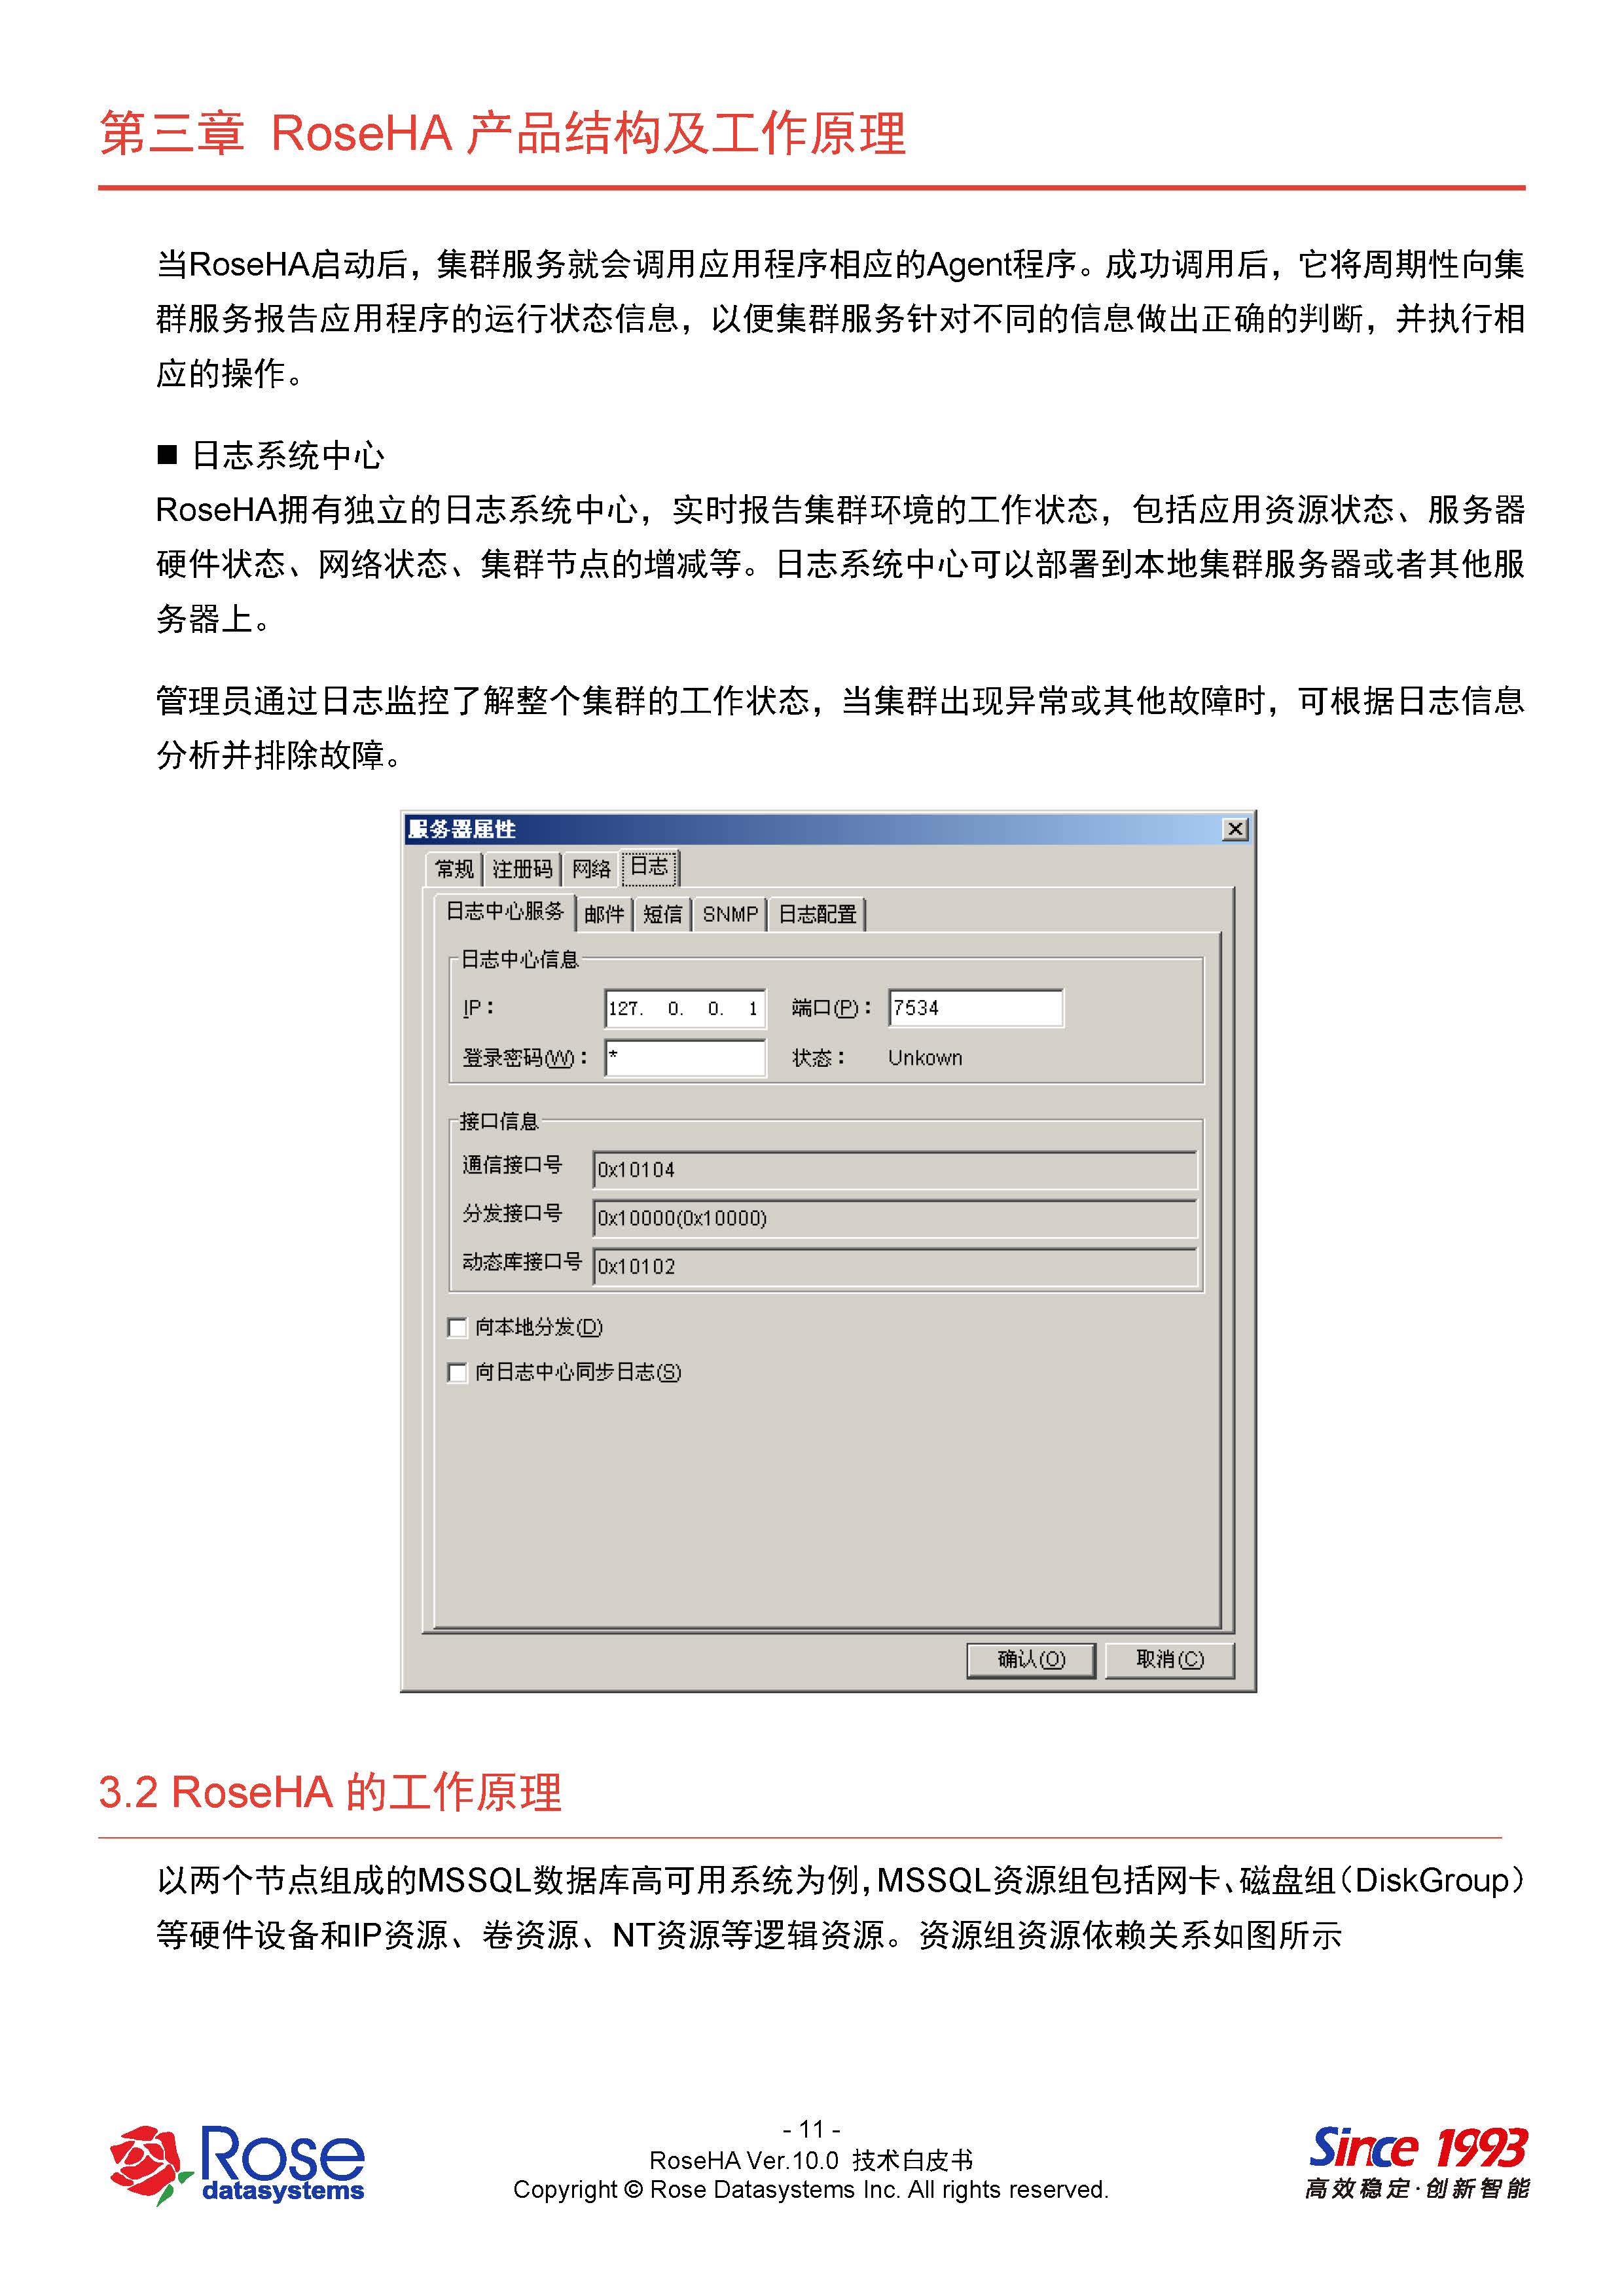 第三章 RoseHA 产品结构及工作原理
当RoseHA启动后，集群服务就会调用应用程序相应的Agent程序。成功调用后，它将周期性向集
群服务报告应用程序的运行状态信息，以便集群服务针对不同的信息做出正确的判断，并执行相
应的操作。
■ 日志系统中心
RoseHA拥有独立的日志系统中心，实时报告集群环境的工作状态，包括应用资源状态、服务器
硬件状态、网络状态、集群节点的增减等。日志系统中心可以部署到本地集群服务器或者其他服
务器上。
管理员通过日志监控了解整个集群的工作状态，当集群出现异常或其他故障时，可根据日志信息
分析并排除故障。
服务器属性
常规 注册码 网络 日志
日志中心服务 邮件 短信 SNMP 日志配置
日志中心信息
IP： 127. 0. 0. 1 端口(P)： 7534
登录密码(W)： * 状态： Unkown
接口信息
通信接口号 0x10104
分发接口号 0x10000(0x10000)
动态库接口号 0x10102
向本地分发(D)
向日志中心同步日志(S)
确认(O) 取消(C)
3.2 RoseHA 的工作原理
以两个节点组成的MSSQL数据库高可用系统为例，MSSQL资源组包括网卡、磁盘组（DiskGroup）
等硬件设备和IP资源、卷资源、NT资源等逻辑资源。资源组资源依赖关系如图所示
- 11 -
RoseHA Ver.10.0 技术白皮书
Copyright © Rose Datasystems Inc. All rights reserved.
Rose
datasystems
Since 1993
高效稳定·创新智能